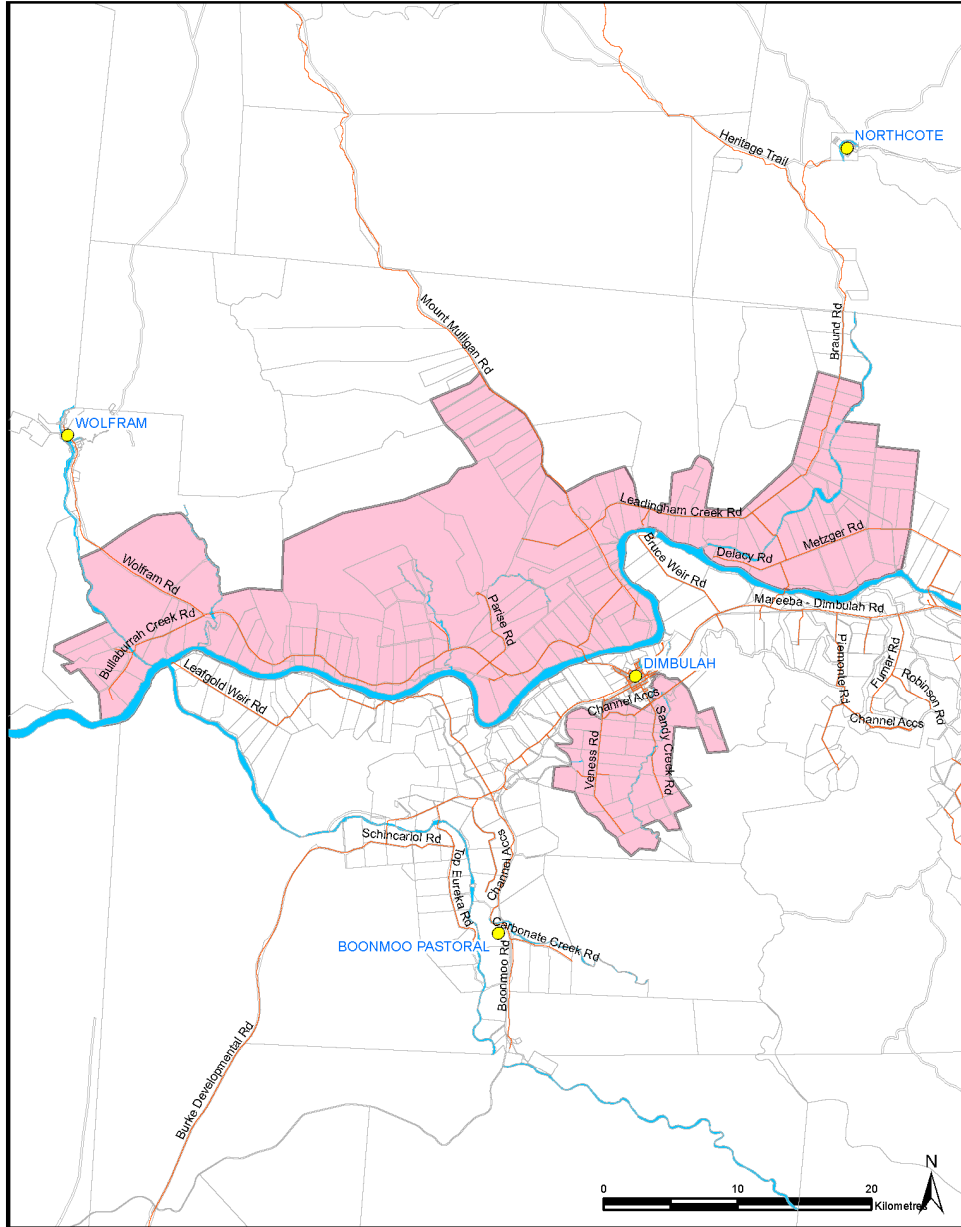 NORTHCOTE
Heritage Trail
Mount Mulligan Rd
Braund Rd
WOLFRAM
Leadingham Creek Rd
Metzger Rd
Delacy Rd
Bruce Weir Rd
Wolfram Rd
Mareeba - Dimbulah Rd
Parise Rd
Bullaburrah Creek Rd
Piemonte Rd
Fumar Rd
Robinson Rd
DIMBULAH
Leafgold Weir Rd
Channel Accs
Sandy Creek Rd
Channel Accs
Veness Rd
Schincariol Rd
Top Eureka Rd
Channel Accs
Carbonate Creek Rd
BOONMOO PASTORAL
Boonmoo Rd
Burke Developmental Rd
N
0 10 20
Kilometres